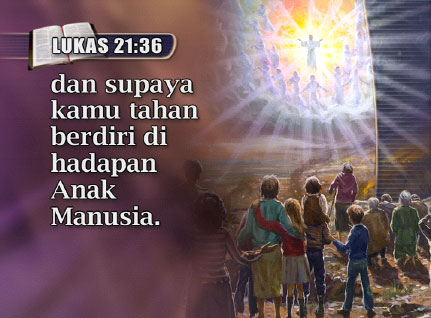 LUKAS 21:36
dan supaya
kamu tahan
berdiri di
hadapan
Anak
Manusia.